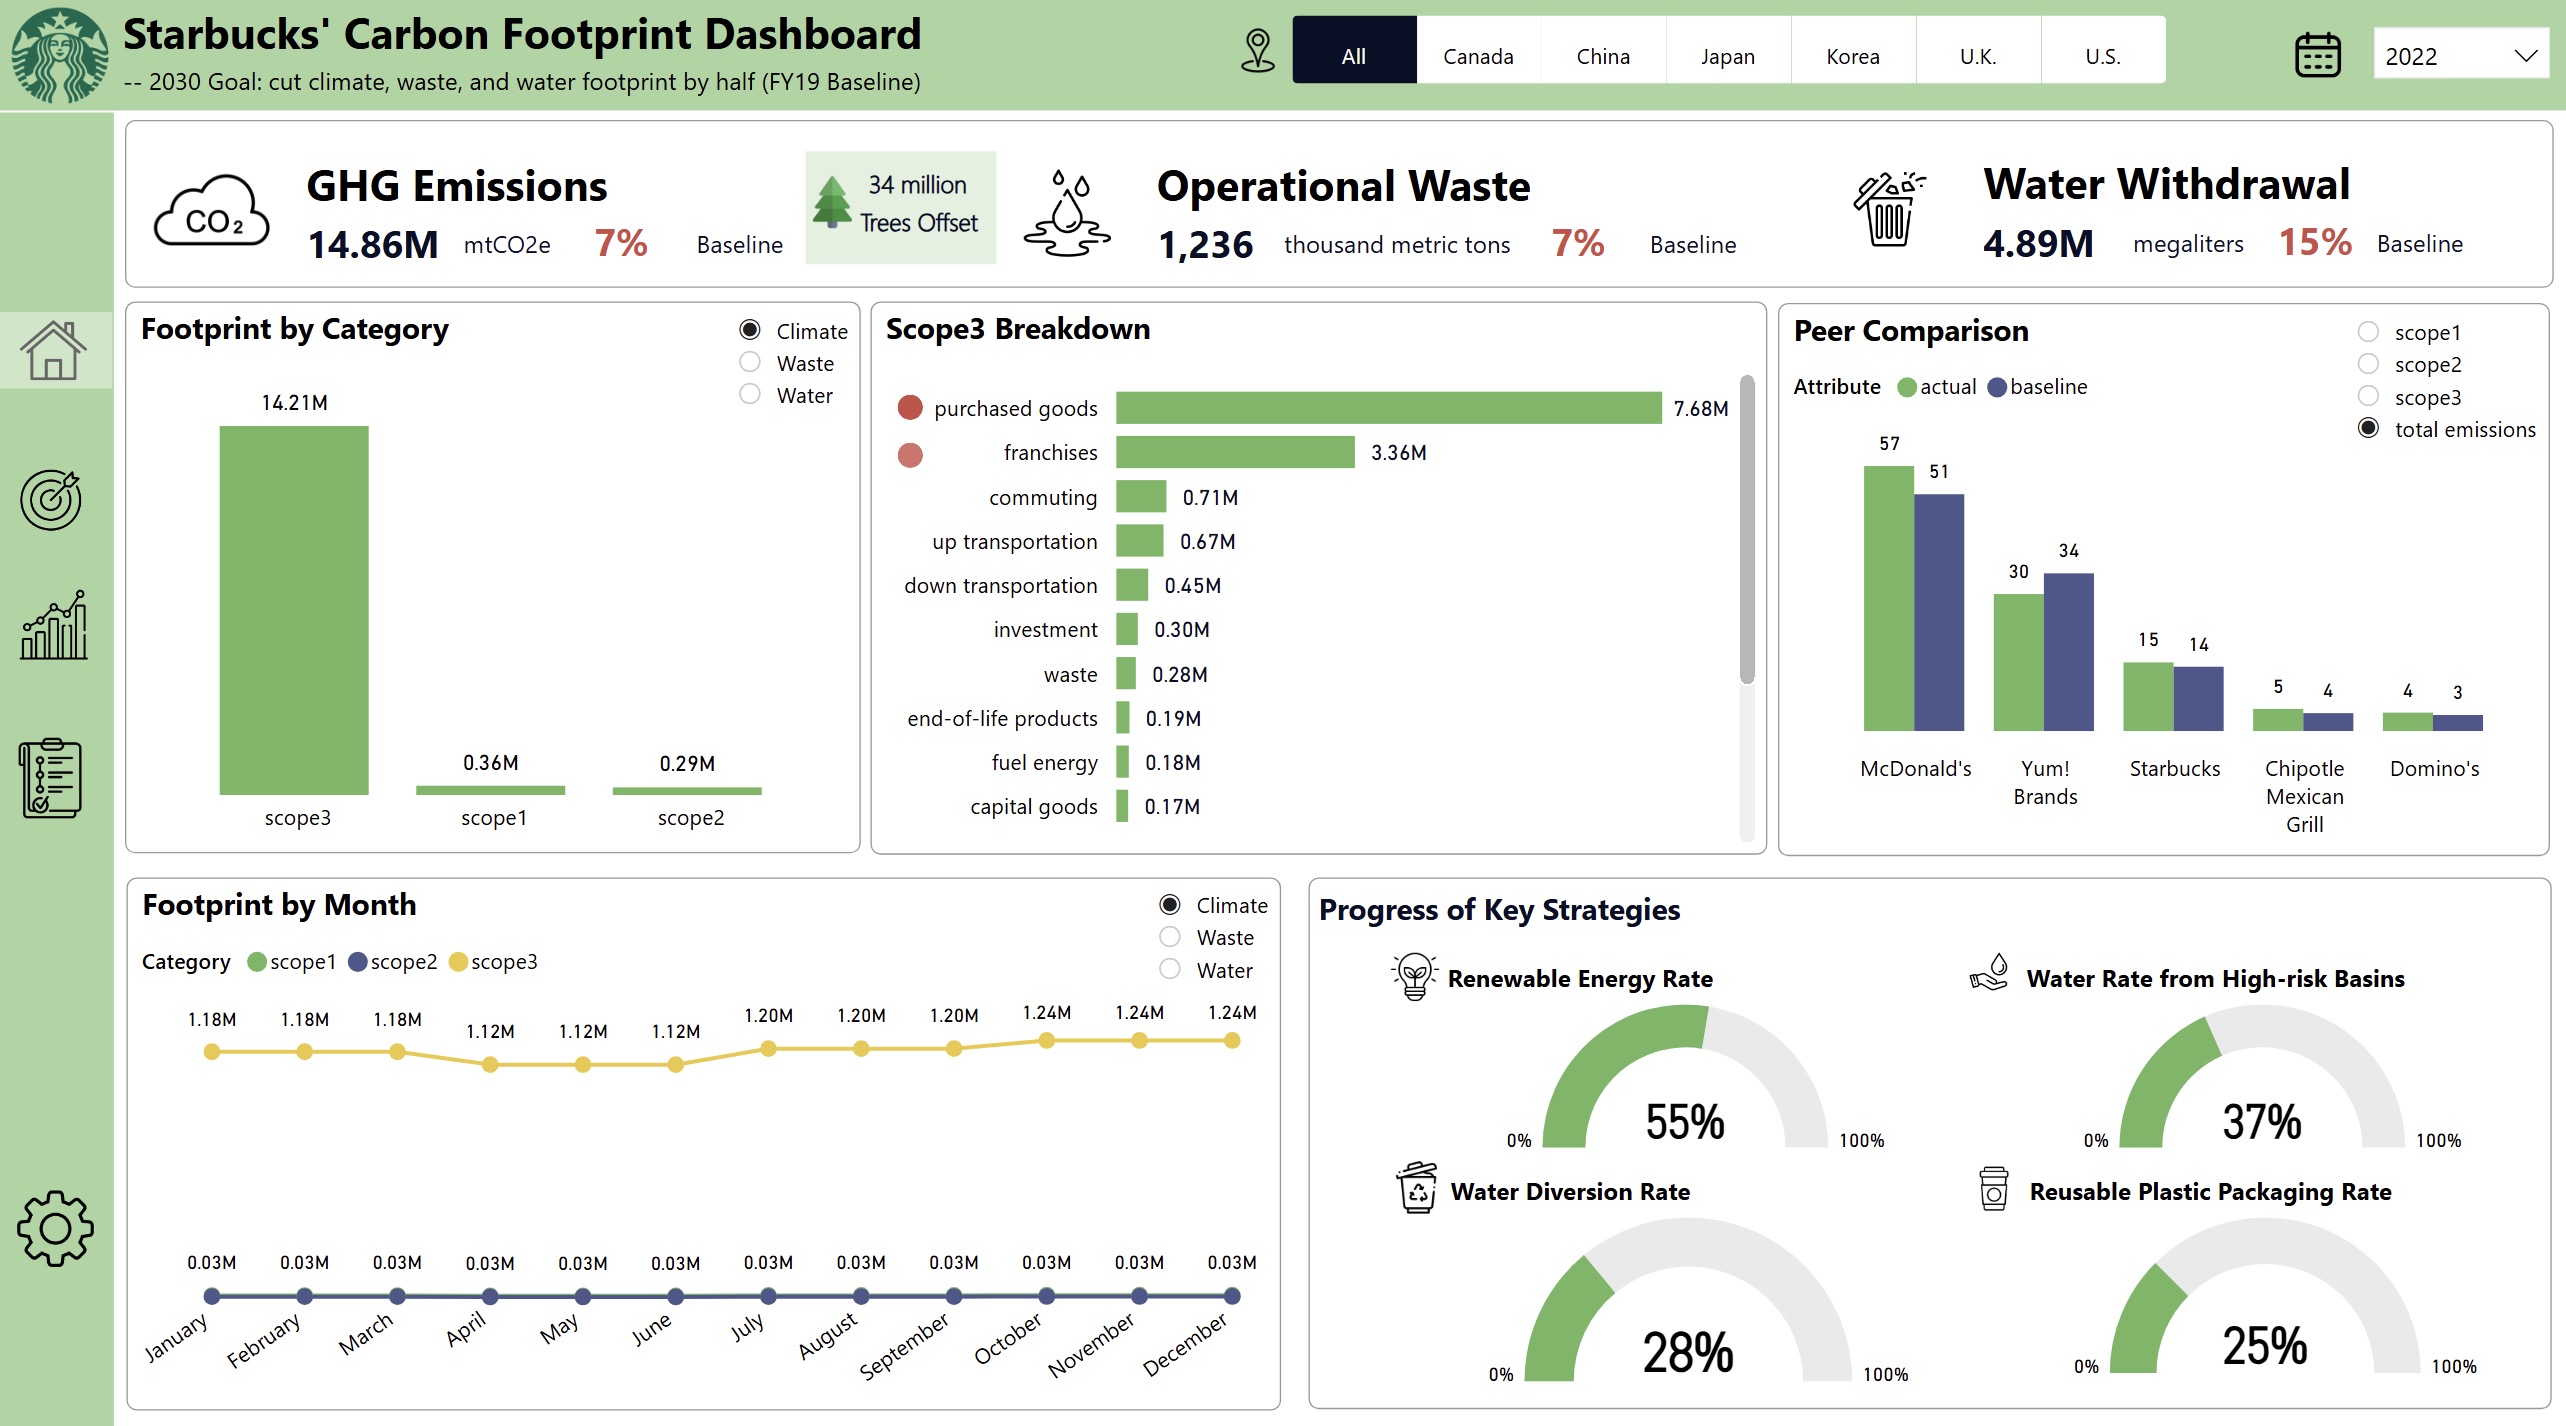 Starbucks' Carbon Footprint Dashboard
-- 2030 Goal: cut climate, waste, and water footprint by half (FY19 Baseline)
All Canada China Japan Korea U.K. U.S.
2022
CO2
GHG Emissions
14.86M mtCO2e 7% Baseline
34 million
Trees Offset
Operational Waste
1,236 thousand metric tons 7% Baseline
Water Withdrawal
4.89M megaliters 15% Baseline
Footprint by Category
Climate
Waste
Water
14.21M
0.36M
0.29M
scope3 scope1 scope2
Scope3 Breakdown
purchased goods 7.68M
franchises 3.36M
commuting 0.71M
up transportation 0.67M
down transportation 0.45M
investment 0.30M
waste 0.28M
end-of-life products 0.19M
fuel energy 0.18M
capital goods 0.17M
Peer Comparison
scope1
scope2
scope3
total emissions
Attribute actual baseline
57 51
30 34
15 14
5 4
4 3
McDonald's
Yum!
Brands
Starbucks
Chipotle
Mexican
Grill
Domino's
Footprint by Month
Climate
Waste
Water
Category scope1 scope2 scope3
1.18M 1.18M 1.18M 1.12M 1.12M 1.12M 1.20M 1.20M 1.20M 1.24M 1.24M 1.24M
0.03M 0.03M 0.03M 0.03M 0.03M 0.03M 0.03M 0.03M 0.03M 0.03M 0.03M 0.03M
January February March April May June July August September October November December
Progress of Key Strategies
Renewable Energy Rate
55%
0% 100%
Water Rate from High-risk Basins
37%
0% 100%
Water Diversion Rate
28%
0% 100%
Reusable Plastic Packaging Rate
25%
0% 100%